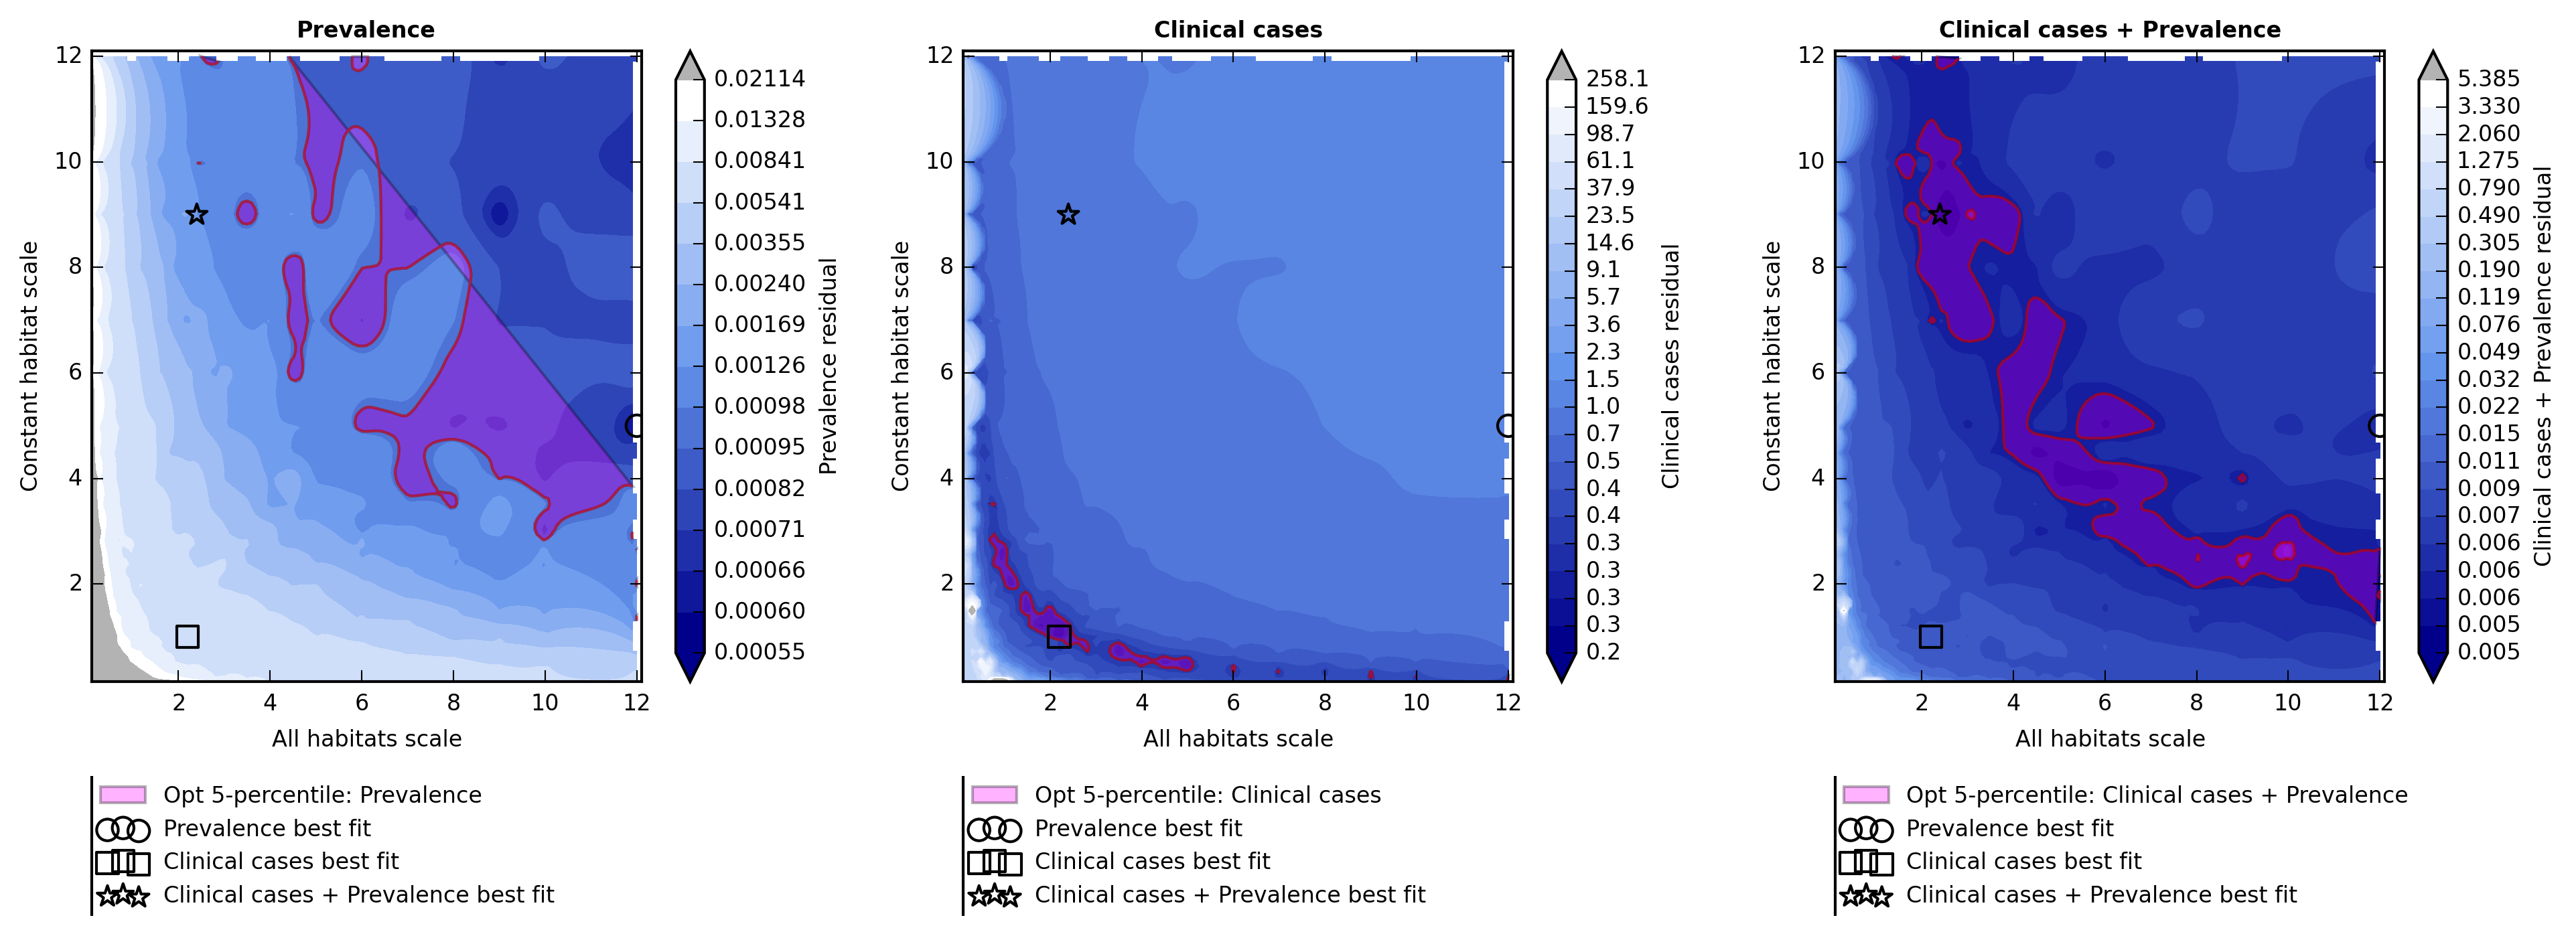 Prevalence
Clinical cases
Clinical cases + Prevalence
12
10
8
6
4
2
Constant habitat scale
2 4 6 8 10 12
All habitats scale
0.02114
0.01328
0.00841
0.00541
0.00355
0.00240
0.00169
0.00126
0.00098
0.00095
0.00082
0.00071
0.00066
0.00060
0.00055
Prevalence residual
12
10
8
6
4
2
Constant habitat scale
2 4 6 8 10 12
All habitats scale
258.1
159.6
98.7
61.1
37.9
23.5
14.6
9.1
5.7
3.6
2.3
1.5
1.0
0.7
0.5
0.4
0.4
0.3
0.3
0.3
0.3
0.2
Clinical cases residual
12
10
8
6
4
2
Constant habitat scale
2 4 6 8 10 12
All habitats scale
5.385
3.330
2.060
1.275
0.790
0.490
0.305
0.190
0.119
0.076
0.049
0.032
0.022
0.015
0.011
0.009
0.007
0.006
0.006
0.006
0.005
0.005
Clinical cases + Prevalence residual
Opt 5-percentile: Prevalence
Prevalence best fit
Clinical cases best fit
Clinical cases + Prevalence best fit
Opt 5-percentile: Clinical cases
Prevalence best fit
Clinical cases best fit
Clinical cases + Prevalence best fit
Opt 5-percentile: Clinical cases + Prevalence
Prevalence best fit
Clinical cases best fit
Clinical cases + Prevalence best fit